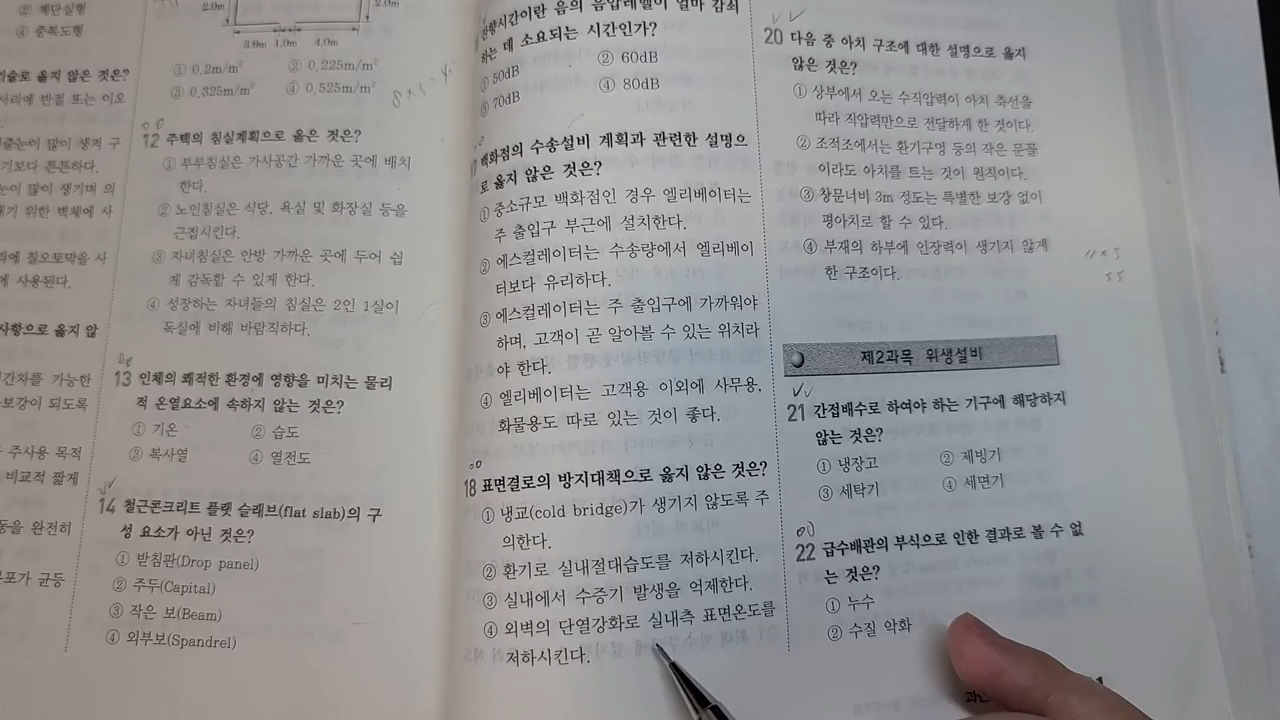 ② 계단실형
④ 중복도형
기술로 옳지 않은 것은?
서리에 반절 또는 이오
줄눈이 많이 생겨 구
기보다 튼튼하다.
눈이 많이 생기며 의
내기 위한 벽체에 사
리에 칠오토막을 사
에 사용된다.
사항으로 옳지 않
간차를 가능한
보강이 되도록
주사용 목적
비교적 짧게
등을 완전히
분포가 균등
2.0m
2.0m
3.0m 1.0m 4.0m
① 0.2m/m²
② 0.225m/m²
③ 0.325m/m²
④ 0.525m/m²
12 주택의 침실계획으로 옳은 것은?
① 부부침실은 가사공간 가까운 곳에 배치
한다.
② 노인침실은 식당, 욕실 및 화장실 등을
근접시킨다.
③ 자녀침실은 안방 가까운 곳에 두어 쉽
게 감독할 수 있게 한다.
④ 성장하는 자녀들의 침실은 2인 1실이
독실에 비해 바람직하다.
13 인체의 쾌적한 환경에 영향을 미치는 물리
적 온열요소에 속하지 않는 것은?
① 기온
② 습도
③ 복사열
④ 열전도
14 철근콘크리트 플랫 슬래브(flat slab)의 구
성 요소가 아닌 것은?
① 받침판(Drop panel)
② 주두(Capital)
③ 작은 보(Beam)
④ 외부보(Spandrel)
잔향시간이란 음의 음압레벨이 얼마 감쇠
하는 데 소요되는 시간인가?
① 50dB
② 60dB
③ 70dB
④ 80dB
17 백화점의 수송설비 계획과 관련한 설명으
로 옳지 않은 것은?
① 중소규모 백화점인 경우 엘리베이터는
주 출입구 부근에 설치한다.
② 에스컬레이터는 수송량에서 엘리베이
터보다 유리하다.
③ 에스컬레이터는 주 출입구에 가까워야
하며, 고객이 곧 알아볼 수 있는 위치라
야 한다.
④ 엘리베이터는 고객용 이외에 사무용,
화물용도 따로 있는 것이 좋다.
18 표면결로의 방지대책으로 옳지 않은 것은?
① 냉교(cold bridge)가 생기지 않도록 주
의한다.
② 환기로 실내절대습도를 저하시킨다.
③ 실내에서 수증기 발생을 억제한다.
④ 외벽의 단열강화로 실내측 표면온도를
저하시킨다.
20 다음 중 아치 구조에 대한 설명으로 옳지
않은 것은?
① 상부에서 오는 수직압력이 아치 축선을
따라 직압력만으로 전달하게 한 것이다.
② 조적조에서는 환기구멍 등의 작은 문꼴
이라도 아치를 트는 것이 원칙이다.
③ 창문너비 3m 정도는 특별한 보강 없이
평아치로 할 수 있다.
④ 부재의 하부에 인장력이 생기지 않게
한 구조이다.
제2과목 위생설비
21 간접배수로 하여야 하는 기구에 해당하지
않는 것은?
① 냉장고
② 제빙기
③ 세탁기
④ 세면기
22 급수배관의 부식으로 인한 결과로 볼 수 없
는 것은?
① 누수
② 수질 악화